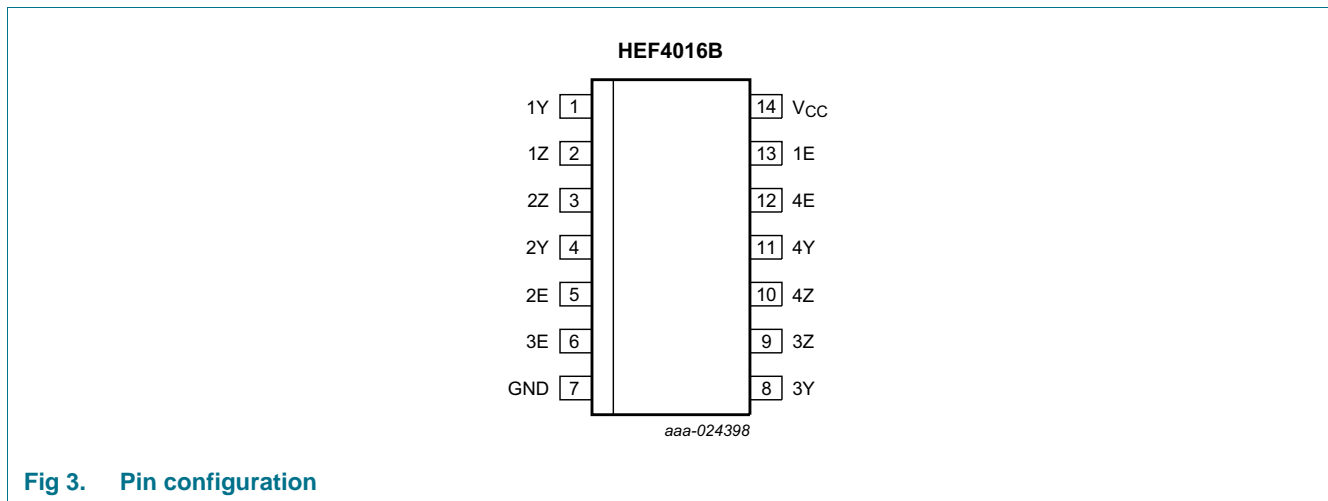 HEF4016B
1Y 1 14 VCC
1Z 2 13 1E
2Z 3 12 4E
2Y 4 11 4Y
2E 5 10 4Z
3E 6 9 3Z
GND 7 8 3Y
aaa-024398
Fig 3. Pin configuration